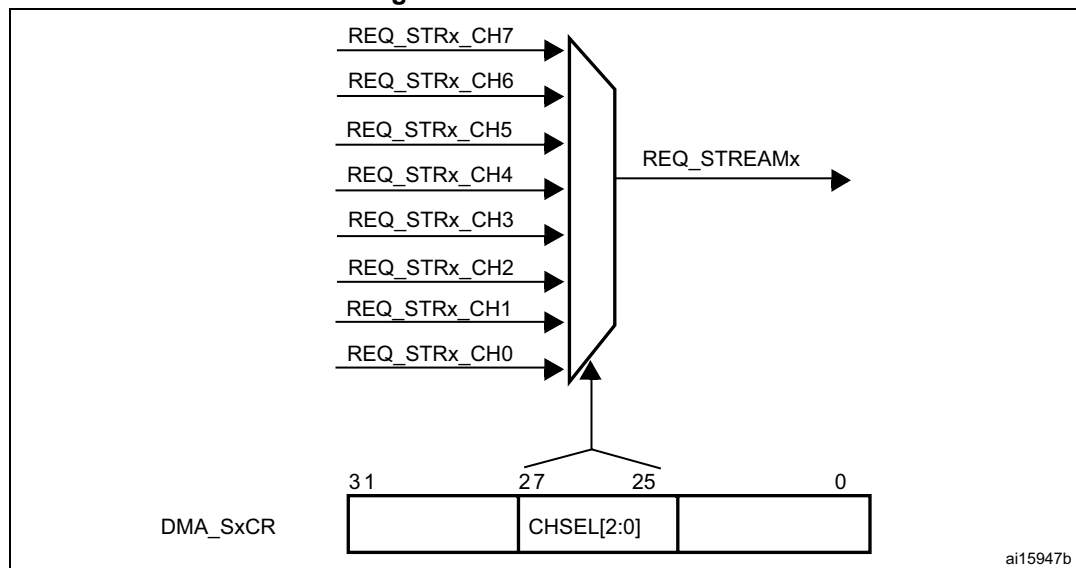 REQ_STRx_CH7
REQ_STRx_CH6
REQ_STRx_CH5
REQ_STRx_CH4
REQ_STRx_CH3
REQ_STRx_CH2
REQ_STRx_CH1
REQ_STRx_CH0
REQ_STREAMx
31 27 25 0
DMA_SxCR CHSEL[2:0]
ai15947b